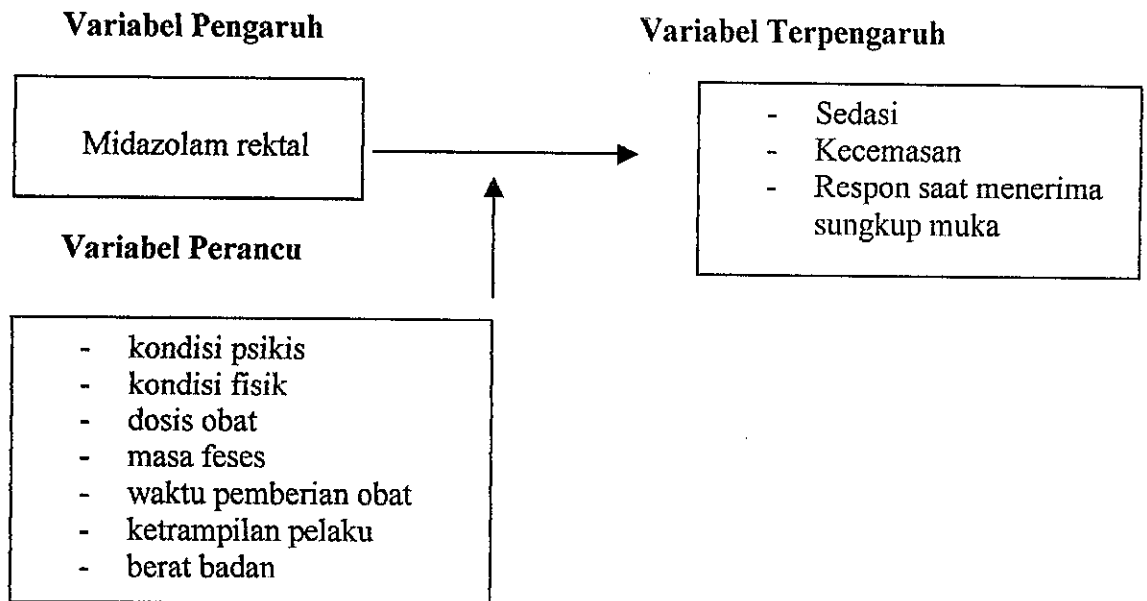 Variabel Pengaruh
Variabel Terpengaruh
Midazolam rektal
- Sedasi
- Kecemasan
- Respon saat menerima
sungkup muka
Variabel Perancu
- kondisi psikis
- kondisi fisik
- dosis obat
- masa feses
- waktu pemberian obat
- ketrampilan pelaku
- berat badan